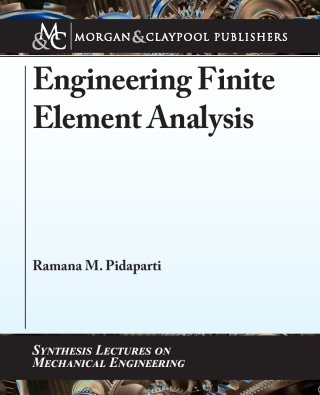 M&C MORGAN&CLAYPOOL PUBLISHERS
Engineering Finite
Element Analysis
Ramana M. Pidaparti
SYNTHESIS LECTURES ON
MECHANICAL ENGINEERING